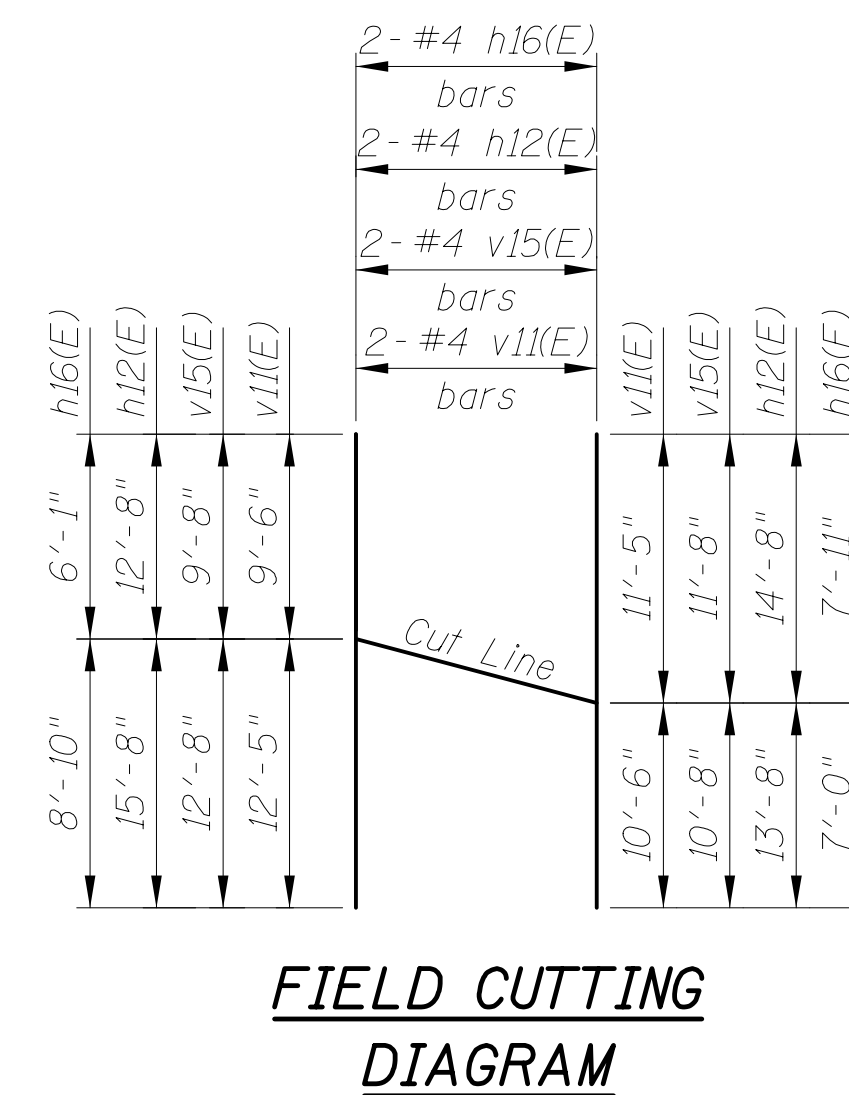 2-#4 h16(E)
bars
2-#4 h12(E)
bars
2-#4 v15(E)
bars
2-#4 v11(E)
bars
h16(E)
h12(E)
v15(E)
v11(E)
v11(E)
v15(E)
h12(E)
h16(E)
6'-1"
12'-8"
9'-8"
9'-6"
11'-5"
11'-8"
14'-8"
7'-11"
Cut Line
8'-10"
15'-8"
12'-8"
12'-5"
10'-6"
10'-8"
13'-8"
7'-0"
FIELD CUTTING
DIAGRAM